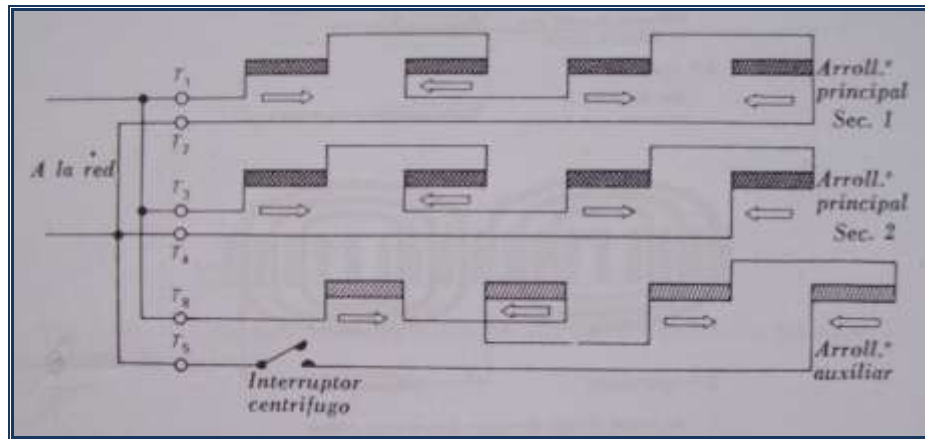 T₁
Arroll.º
principal
Sec. 1
T₂
A la red
T₃
Arroll.º
principal
Sec. 2
T₄
T₈
T₅
Interruptor
centrífugo
Arroll.º
auxiliar